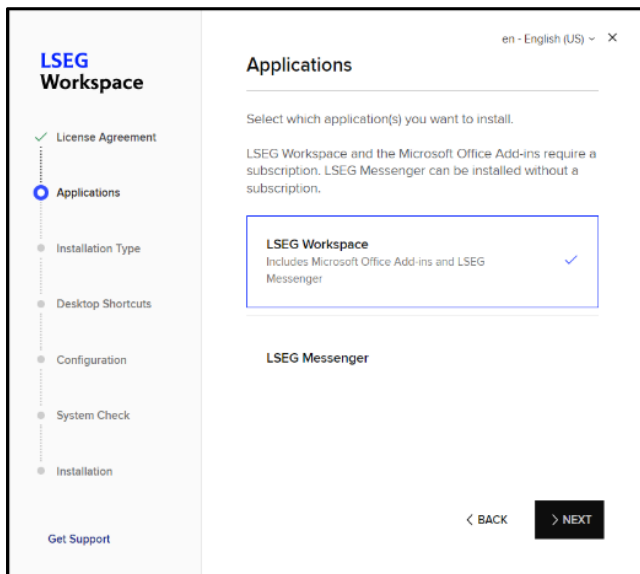 en - English (US)
LSEG
Workspace
License Agreement
Applications
Installation Type
Desktop Shortcuts
Configuration
System Check
Installation
Get Support
Applications
Select which application(s) you want to install.
LSEG Workspace and the Microsoft Office Add-ins require a
subscription. LSEG Messenger can be installed without a
subscription.
LSEG Workspace
Includes Microsoft Office Add-ins and LSEG
Messenger
LSEG Messenger
BACK
NEXT